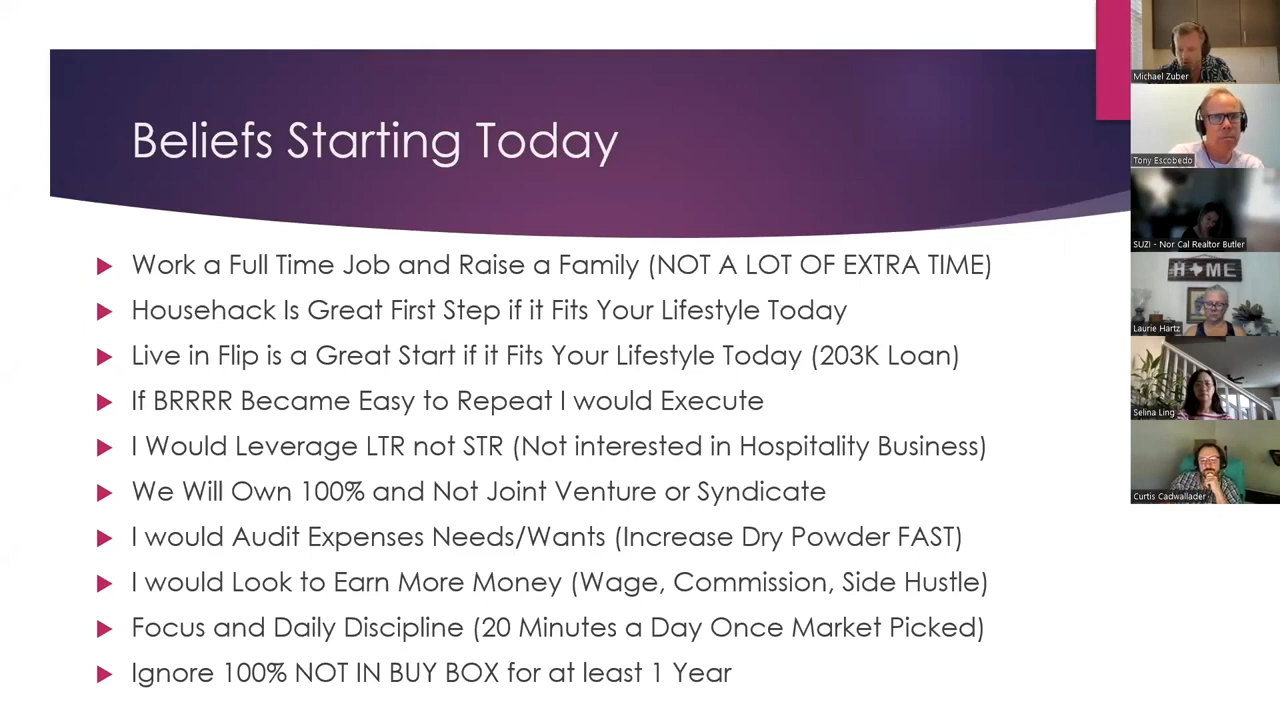 Beliefs Starting Today
Work a Full Time Job and Raise a Family (NOT A LOT OF EXTRA TIME)
Househack Is Great First Step if it Fits Your Lifestyle Today
Live in Flip is a Great Start if it Fits Your Lifestyle Today (203K Loan)
If BRRRR Became Easy to Repeat I would Execute
I Would Leverage LTR not STR (Not interested in Hospitality Business)
We Will Own 100% and Not Joint Venture or Syndicate
I would Audit Expenses Needs/Wants (Increase Dry Powder FAST)
I would Look to Earn More Money (Wage, Commission, Side Hustle)
Focus and Daily Discipline (20 Minutes a Day Once Market Picked)
Ignore 100% NOT IN BUY BOX for at least 1 Year
Michael Zuber
Tony Escobedo
SUZI - Nor Cal Realtor Butler
H ME
Laurie Hartz
Selina Ling
Curtis Cadwallader